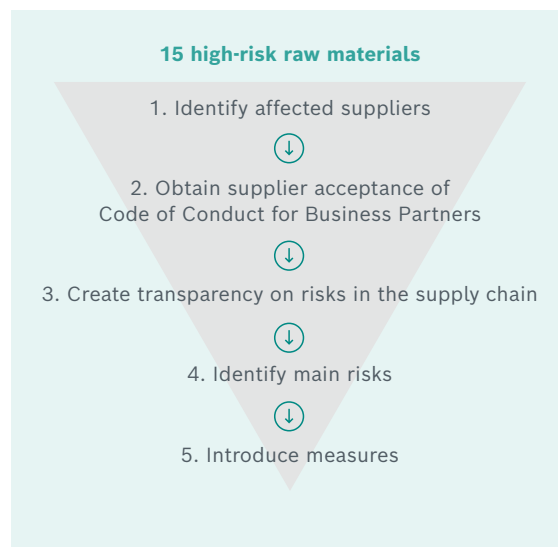 15 high-risk raw materials
1. Identify affected suppliers
2. Obtain supplier acceptance of
Code of Conduct for Business Partners
3. Create transparency on risks in the supply chain
4. Identify main risks
5. Introduce measures